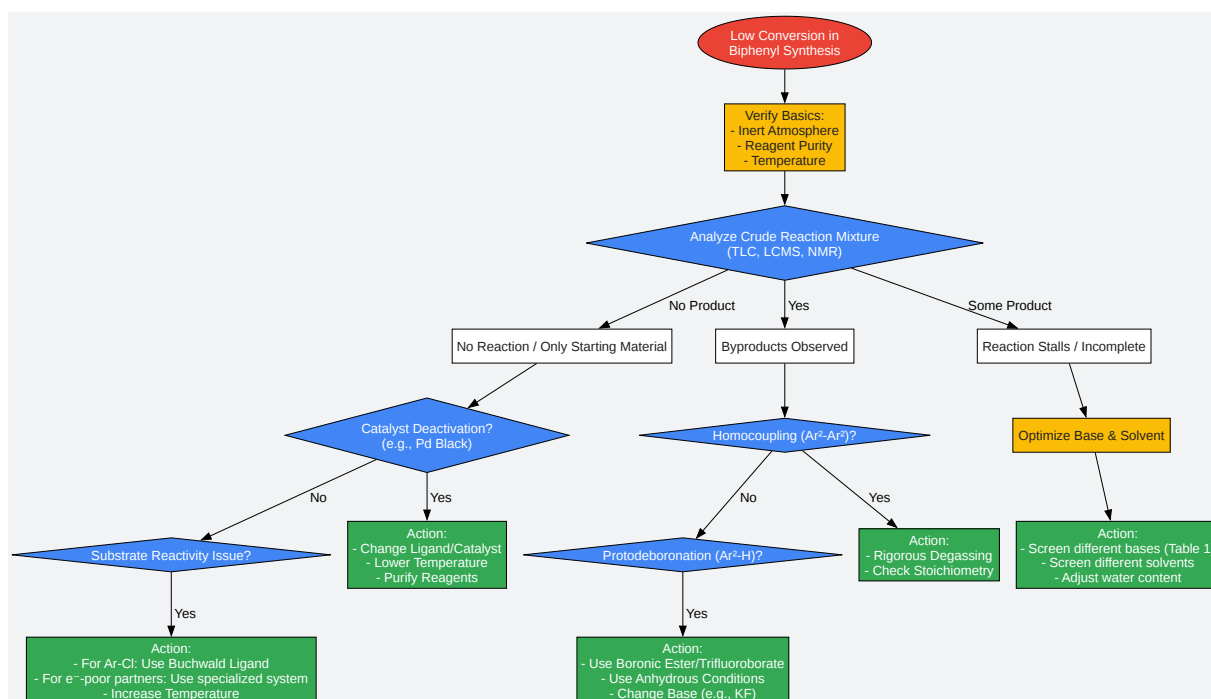 Low Conversion in
Biphenyl Synthesis
Verify Basics:
- Inert Atmosphere
- Reagent Purity
- Temperature
Analyze Crude Reaction Mixture
(TLC, LCMS, NMR)
No Product
Yes
Some Product
No Reaction / Only Starting Material
Byproducts Observed
Reaction Stalls / Incomplete
Catalyst Deactivation?
(e.g., Pd Black)
Homocoupling (Ar²-Ar²)?
Optimize Base & Solvent
No
Yes
No
Yes
Substrate Reactivity Issue?
Action:
- Change Ligand/Catalyst
- Lower Temperature
- Purify Reagents
Protodeboronation (Ar²-H)?
Action:
- Rigorous Degassing
- Check Stoichiometry
Action:
- Screen different bases (Table 1
- Screen different solvents
- Adjust water content
Yes
Yes
Action:
- For Ar-Cl: Use Buchwald Ligand
- For e⁻-poor partners: Use specialized system
- Increase Temperature
Action:
- Use Boronic Ester/Trifluoroborate
- Use Anhydrous Conditions
- Change Base (e.g., KF)